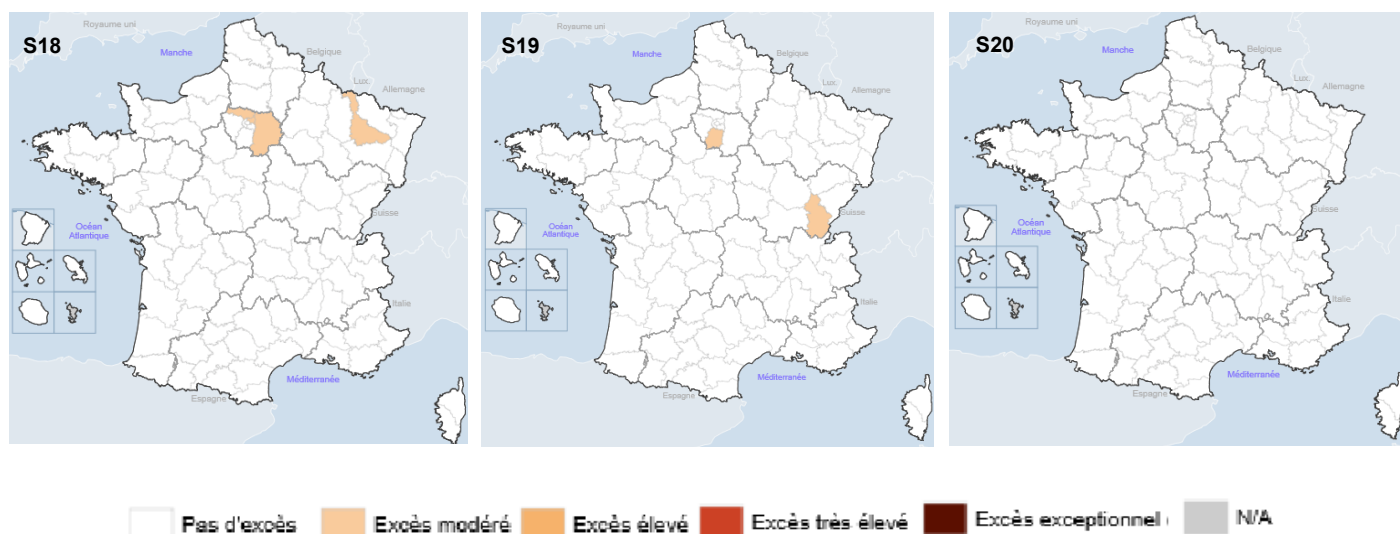 S18
Royaume uni
Manche
Belgique
Lux.
Allemagne
Suisse
Océan
Atlantique
Italie
Méditerranée
Espagne
S19
Royaume uni
Manche
Belgique
Lux.
Allemagne
Suisse
Océan
Atlantique
Italie
Méditerranée
Espagne
S20
Royaume uni
Manche
Belgique
Lux.
Allemagne
Suisse
Océan
Atlantique
Italie
Méditerranée
Espagne
Pas d'excès Excès modéré Excès élevé Excès très élevé Excès exceptionnel N/A